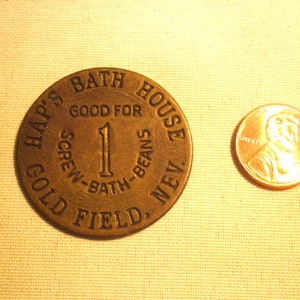 HAP'S BATH HOUSE
GOOD FOR
1
SCREW-BATH-BEANS
GOLD FIELD, NEV.